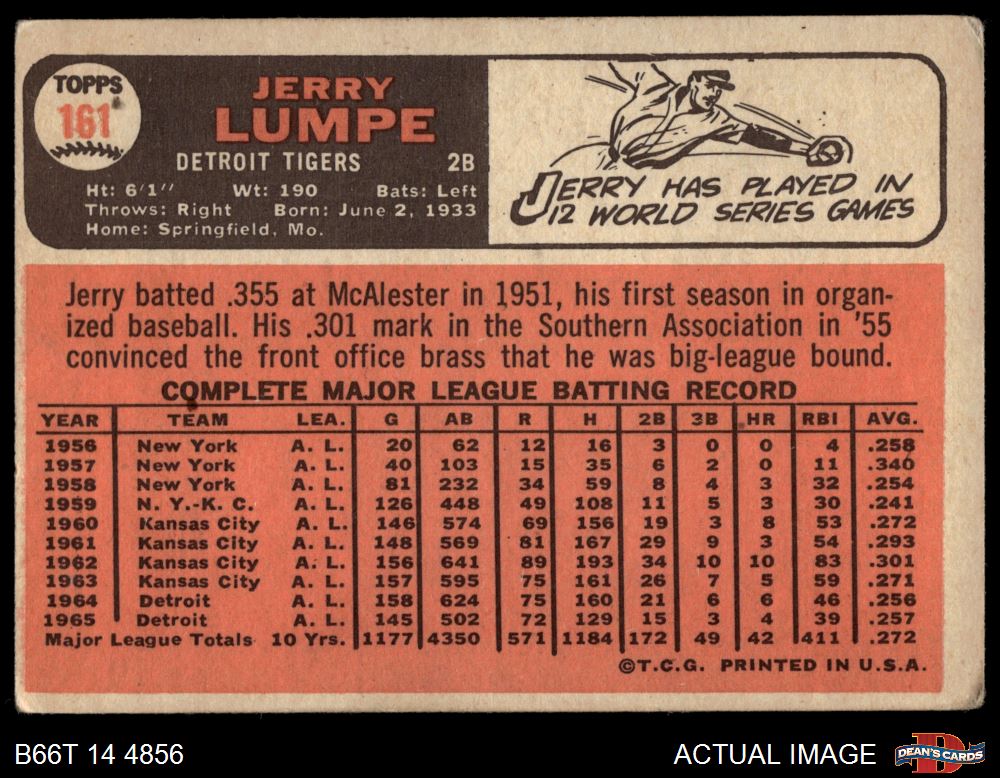 TOPPS
161
JERRY
LUMPE
DETROIT TIGERS 2B
Ht: 6'1" Wt: 190 Bats: Left
Throws: Right Born: June 2, 1933
Home: Springfield, Mo.
JERRY HAS PLAYED IN
12 WORLD SERIES GAMES
Jerry batted .355 at McAlester in 1951, his first season in organ-
ized baseball. His .301 mark in the Southern Association in '55
convinced the front office brass that he was big-league bound.
COMPLETE MAJOR LEAGUE BATTING RECORD
YEAR TEAM LEA. G AB R H 2B 3B HR RBI AVG.
1956 New York A. L. 20 62 12 16 3 0 0 4 .258
1957 New York A. L. 40 103 15 35 6 2 0 11 .340
1958 New York A. L. 81 232 34 59 8 4 3 32 .254
1959 N. Y.-K. C. A. L. 126 448 49 108 11 5 3 30 .241
1960 Kansas City A. L. 146 574 69 156 19 3 8 53 .272
1961 Kansas City A. L. 148 569 81 167 29 9 3 54 .293
1962 Kansas City A. L. 156 641 89 193 34 10 10 83 .301
1963 Kansas City A. L. 157 595 75 161 26 7 5 59 .271
1964 Detroit A. L. 158 624 75 160 21 6 6 46 .256
1965 Detroit A. L. 145 502 72 129 15 3 4 39 .257
Major League Totals 10 Yrs. 1177 4350 571 1184 172 49 42 411 .272
©T.C.G. PRINTED IN U.S.A.
B66T 14 4856 ACTUAL IMAGE DEAN'S CARDS